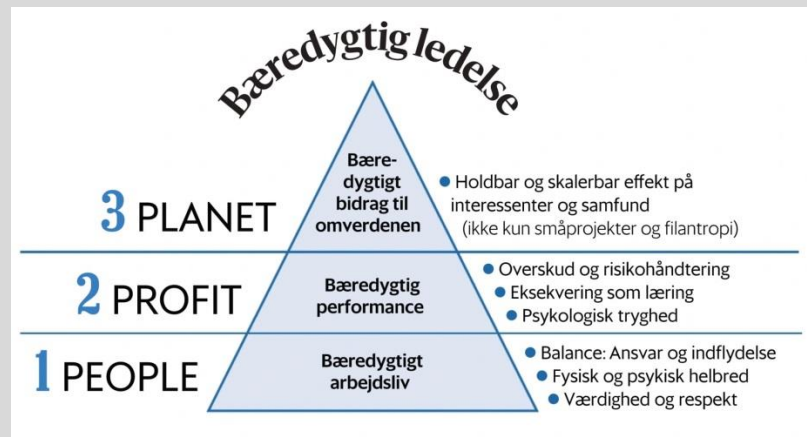 Bæredygtig ledelse
3 PLANET
Bære-
dygtigt
bidrag til
omverdenen
● Holdbar og skalerbar effekt på
interessenter og samfund
(ikke kun småprojekter og filantropi)
2 PROFIT
Bæredygtig
performance
● Overskud og risikohåndtering
● Eksekvering som læring
● Psykologisk tryghed
1 PEOPLE
Bæredygtigt
arbejdsliv
● Balance: Ansvar og indflydelse
● Fysisk og psykisk helbred
● Værdighed og respekt